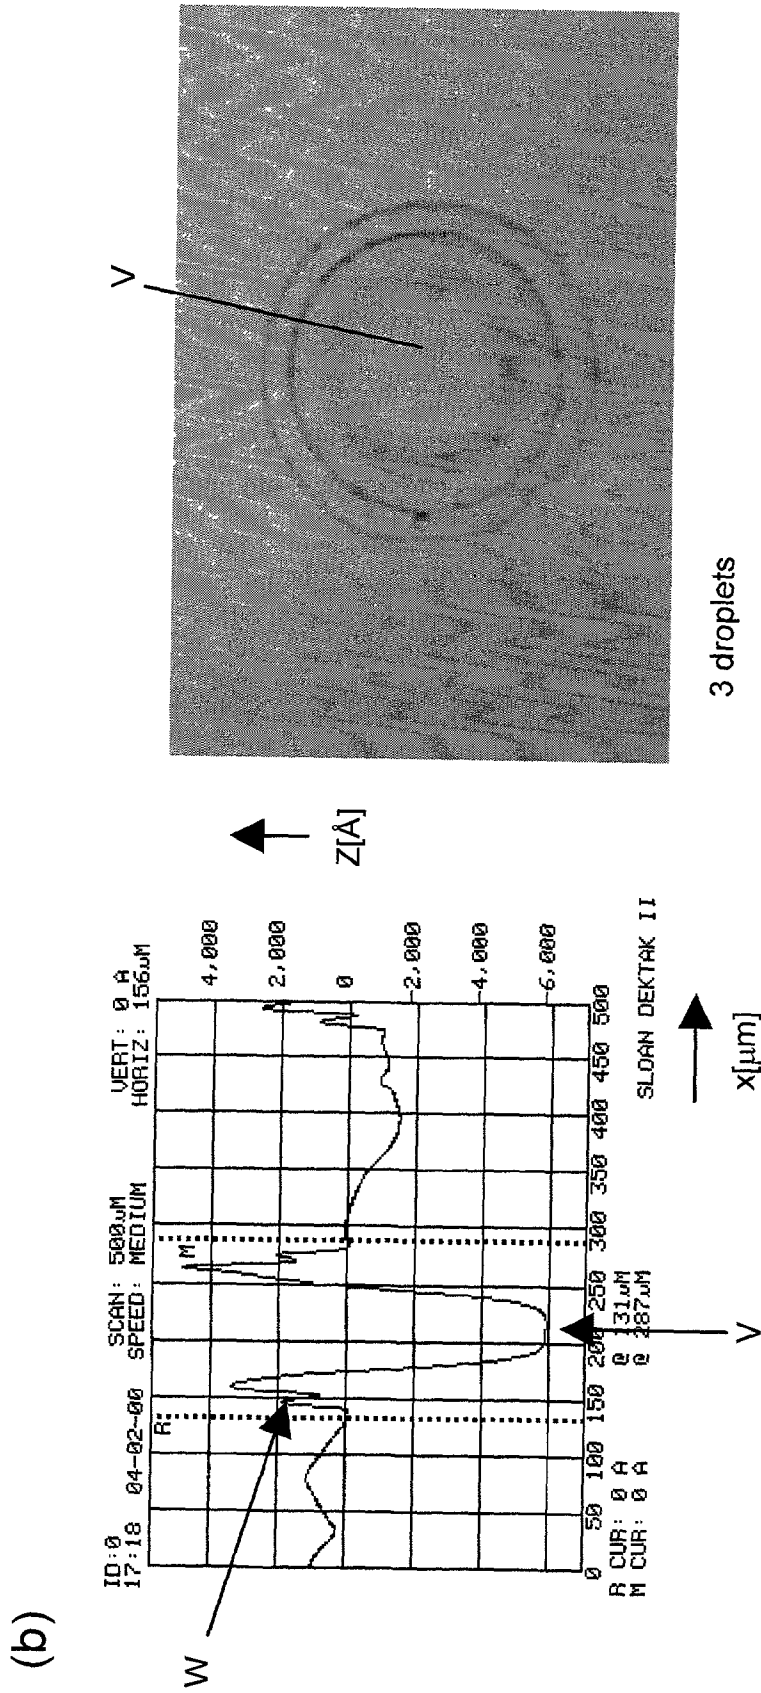 (b)
ID:0 SCAN: 500uM VERT: 0 A
17:18 04-02-00 SPEED: MEDIUM HORIZ: 156uM
R
M
W
4,000
2,000
0
-2,000
-4,000
-6,000
0 50 100 150 200 250 300 350 400 450 500
R CUR: 0 A @ 131uM
M CUR: 0 A @ 287uM
SLOAN DEKTAK II
V
x[µm]
Z[Å]
V
3 droplets